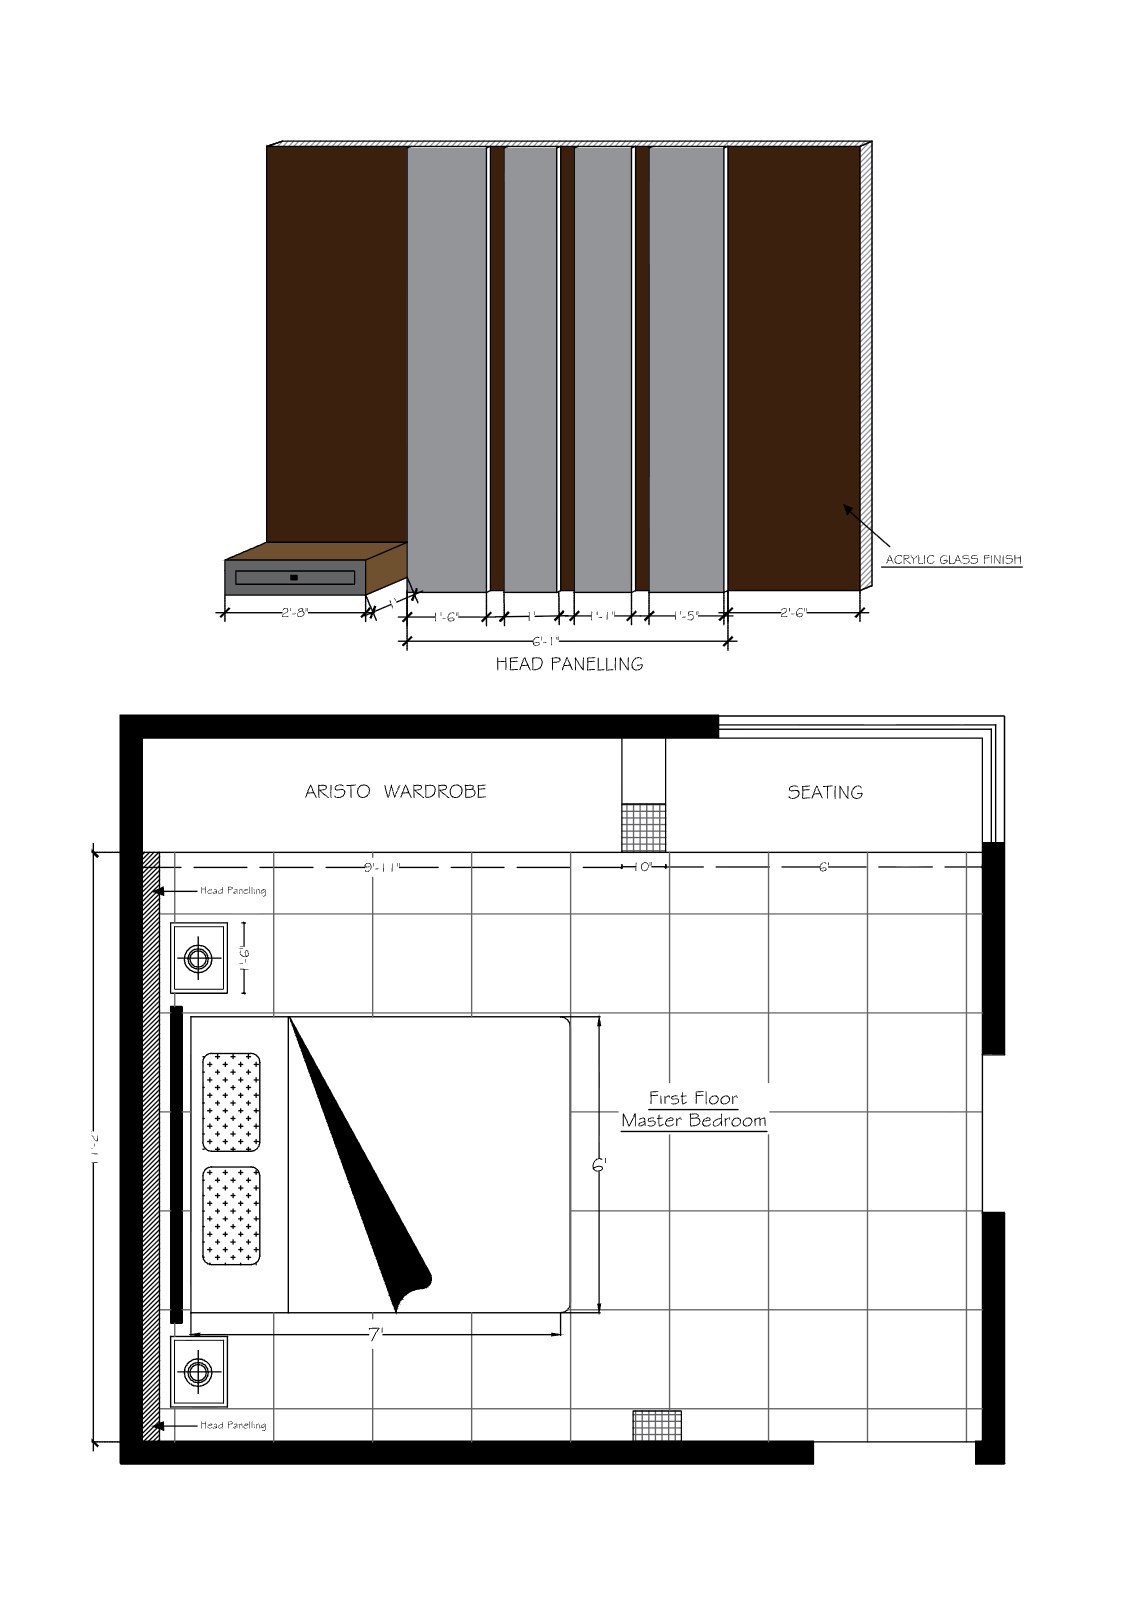 ACRYLIC GLASS FINISH
2'-8"
1'
1'-6"
1'
1'-1"
1'-5"
2'-6"
6'-1"
HEAD PANELLING
ARISTO WARDROBE
SEATING
9'-11"
10"
6'
Head Panelling
1'-6"
First Floor
Master Bedroom
6'
7'
Head Panelling